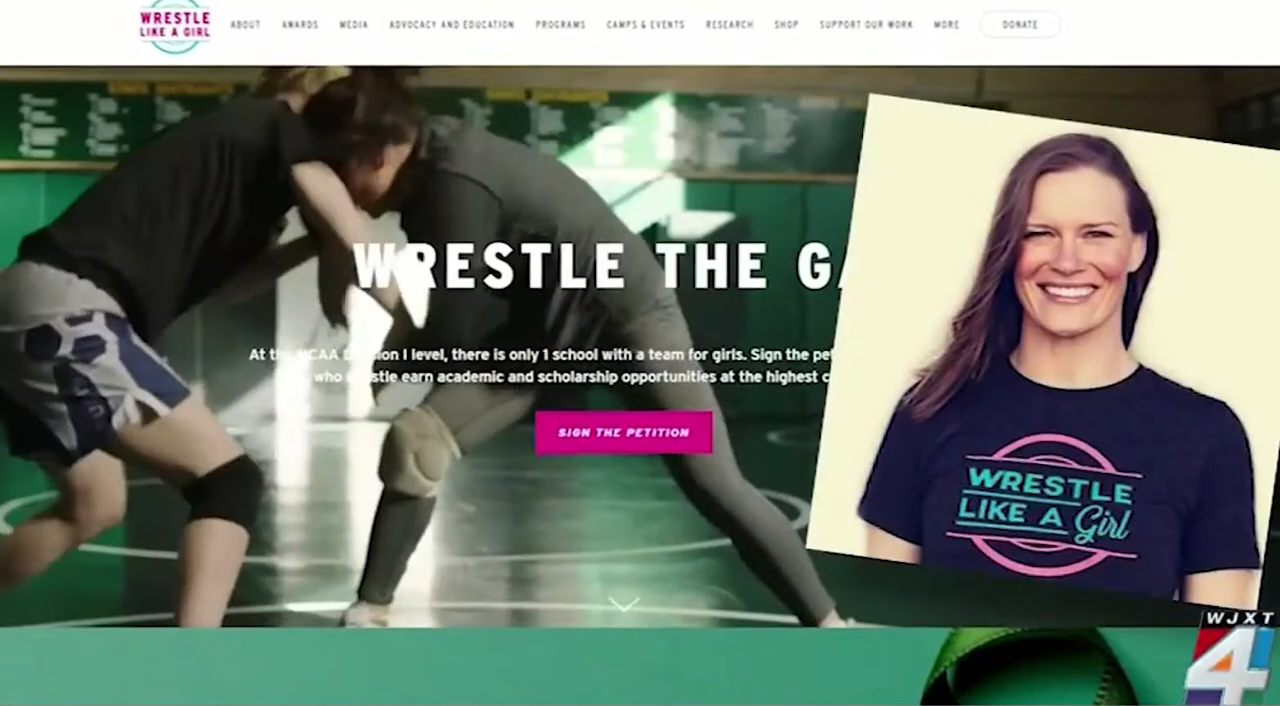 WRESTLE
LIKE A GIRL
ABOUT
AWARDS
MEDIA
ADVOCACY AND EDUCATION
PROGRAMS
CAMPS & EVENTS
RESEARCH
SHOP
SUPPORT OUR WORK
MORE
DONATE
WRESTLE THE GA
At the NCAA Division I level, there is only 1 school with a team for girls. Sign the pet
who wrestle earn academic and scholarship opportunities at the highest c
SIGN THE PETITION
WRESTLE
LIKE A Girl
WJXT
4